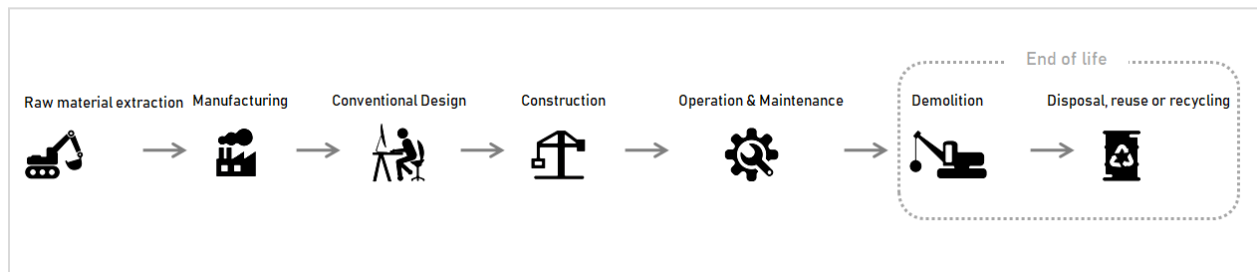 End of life
Raw material extraction
Manufacturing
Conventional Design
Construction
Operation & Maintenance
Demolition
Disposal, reuse or recycling